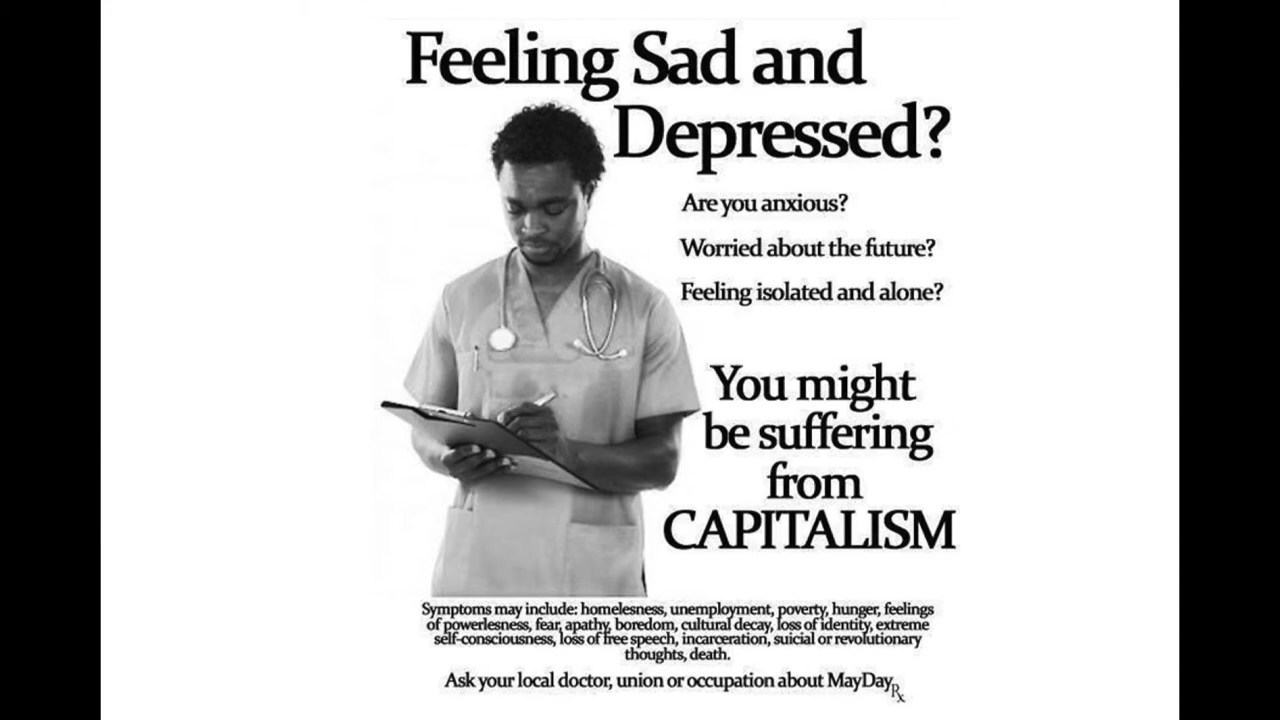 Feeling Sad and
Depressed?
Are you anxious?
Worried about the future?
Feeling isolated and alone?
You might
be suffering
from
CAPITALISM
Symptoms may include: homelesness, unemployment, poverty, hunger, feelings
of powerlesness, fear, apathy, boredom, cultural decay, loss of identity, extreme
self-consciousness, loss of free speech, incarceration, suicial or revolutionary
thoughts, death.
Ask your local doctor, union or occupation about MayDay℞